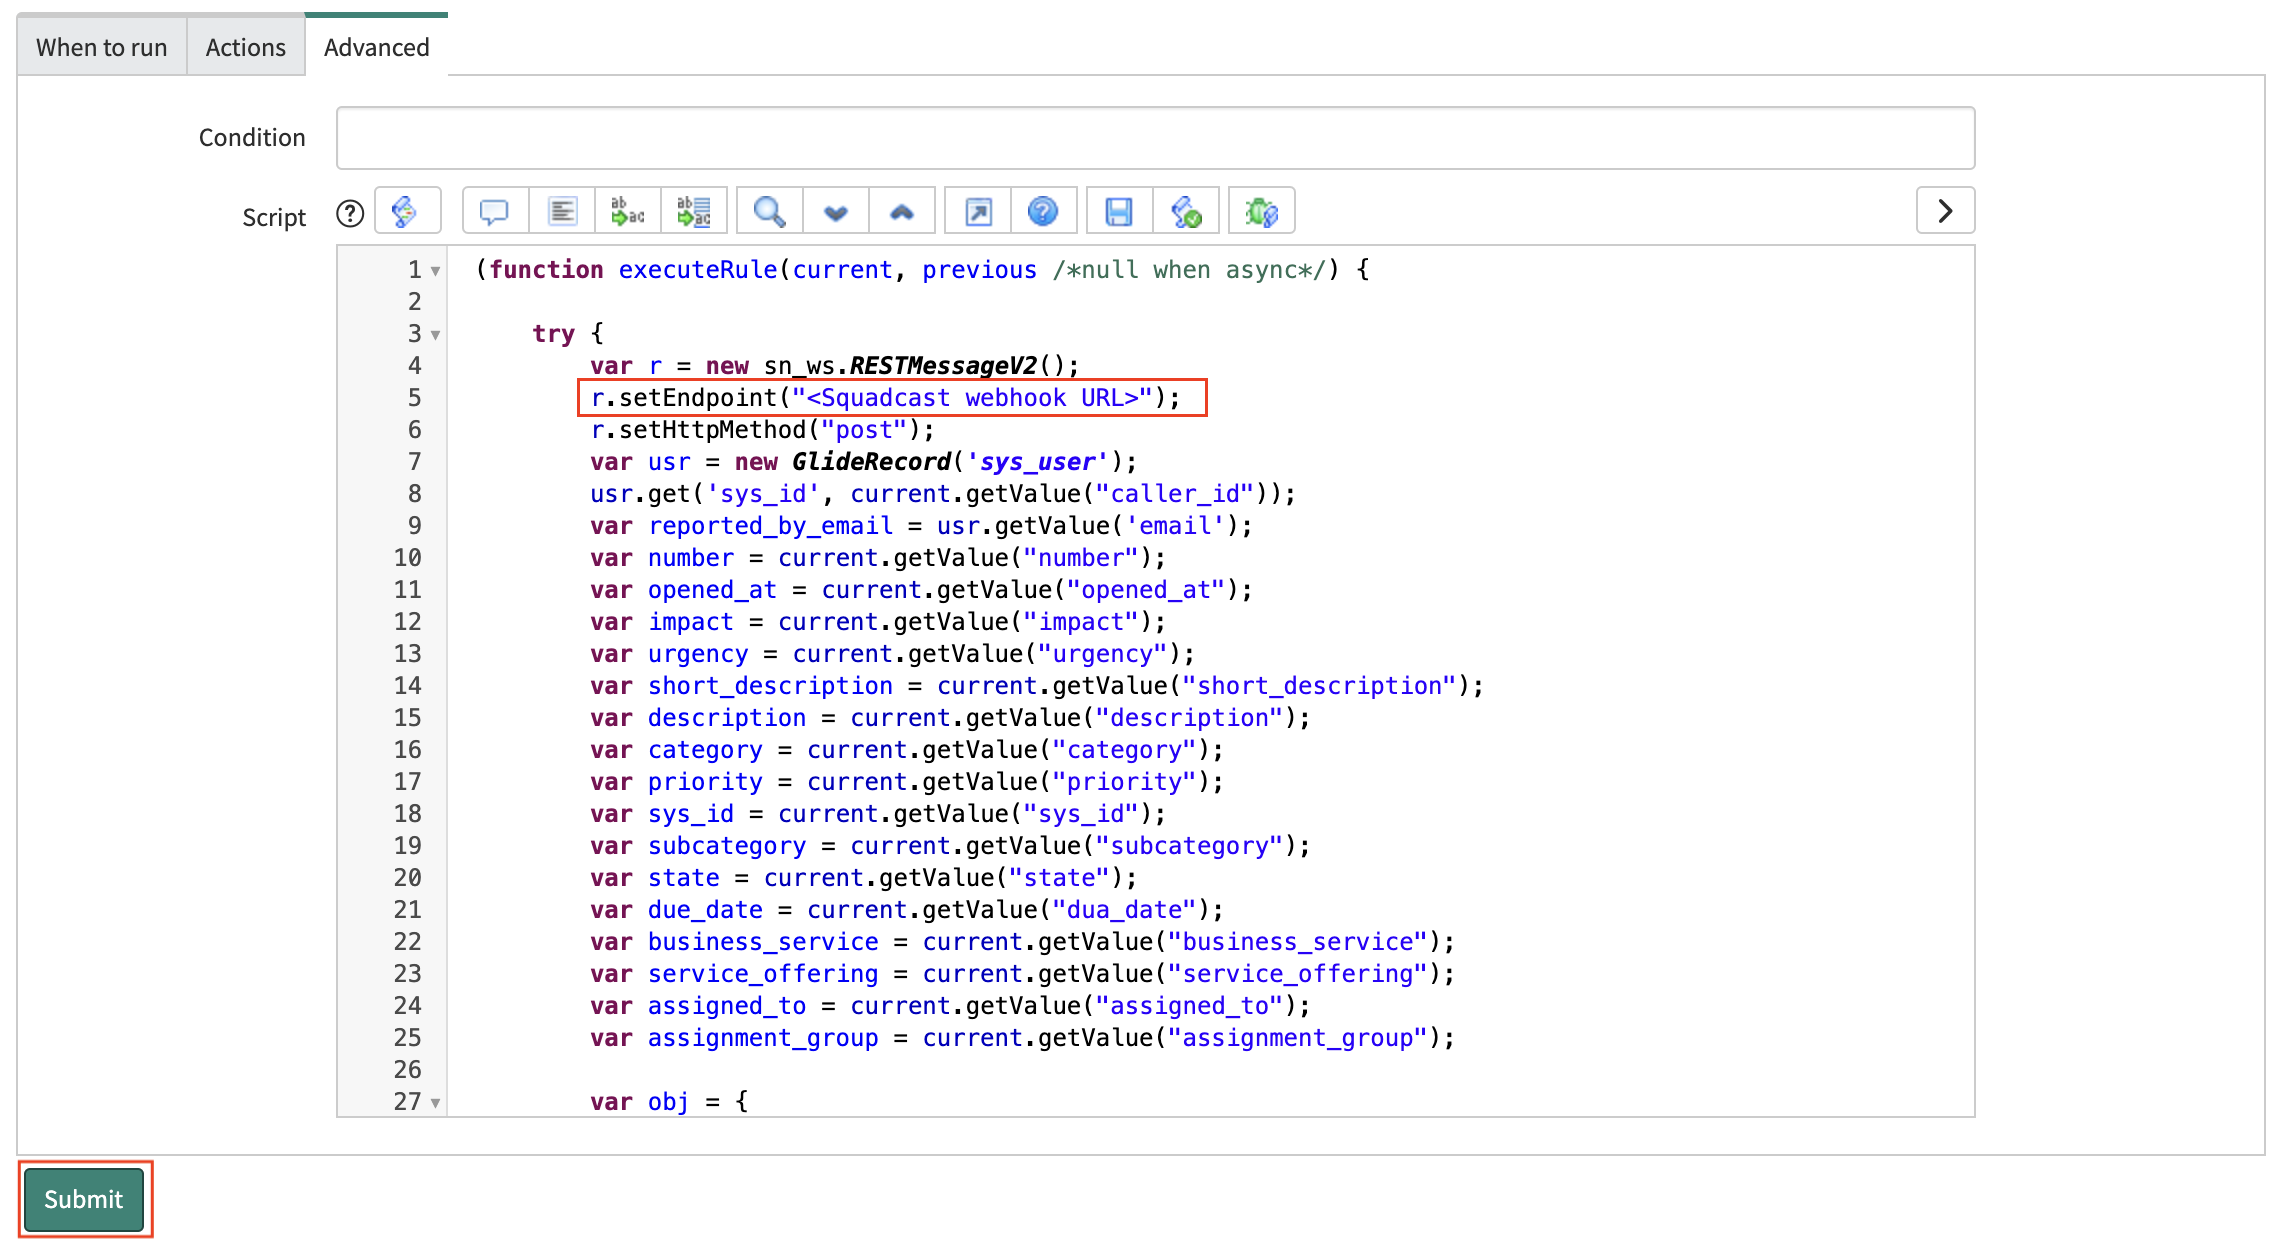 When to run Actions Advanced
Condition
Script
1 (function executeRule(current, previous /*null when async*/) {
2
3 try {
4 var r = new sn_ws.RESTMessageV2();
5 r.setEndpoint("<Squadcast webhook URL>");
6 r.setHttpMethod("post");
7 var usr = new GlideRecord('sys_user');
8 usr.get('sys_id', current.getValue("caller_id"));
9 var reported_by_email = usr.getValue('email');
10 var number = current.getValue("number");
11 var opened_at = current.getValue("opened_at");
12 var impact = current.getValue("impact");
13 var urgency = current.getValue("urgency");
14 var short_description = current.getValue("short_description");
15 var description = current.getValue("description");
16 var category = current.getValue("category");
17 var priority = current.getValue("priority");
18 var sys_id = current.getValue("sys_id");
19 var subcategory = current.getValue("subcategory");
20 var state = current.getValue("state");
21 var due_date = current.getValue("dua_date");
22 var business_service = current.getValue("business_service");
23 var service_offering = current.getValue("service_offering");
24 var assigned_to = current.getValue("assigned_to");
25 var assignment_group = current.getValue("assignment_group");
26
27 var obj = {
Submit